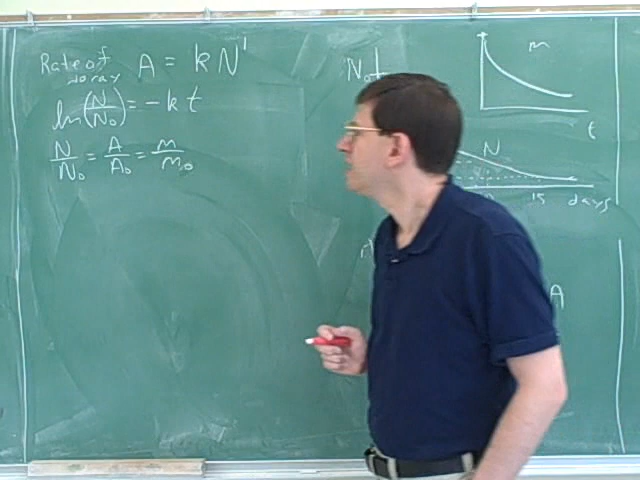 Rate of
decay A = kN¹
ln(N/N₀) = -kt
N/N₀ = A/A₀ = m/m₀
N₀
m
t
N
15 days
A